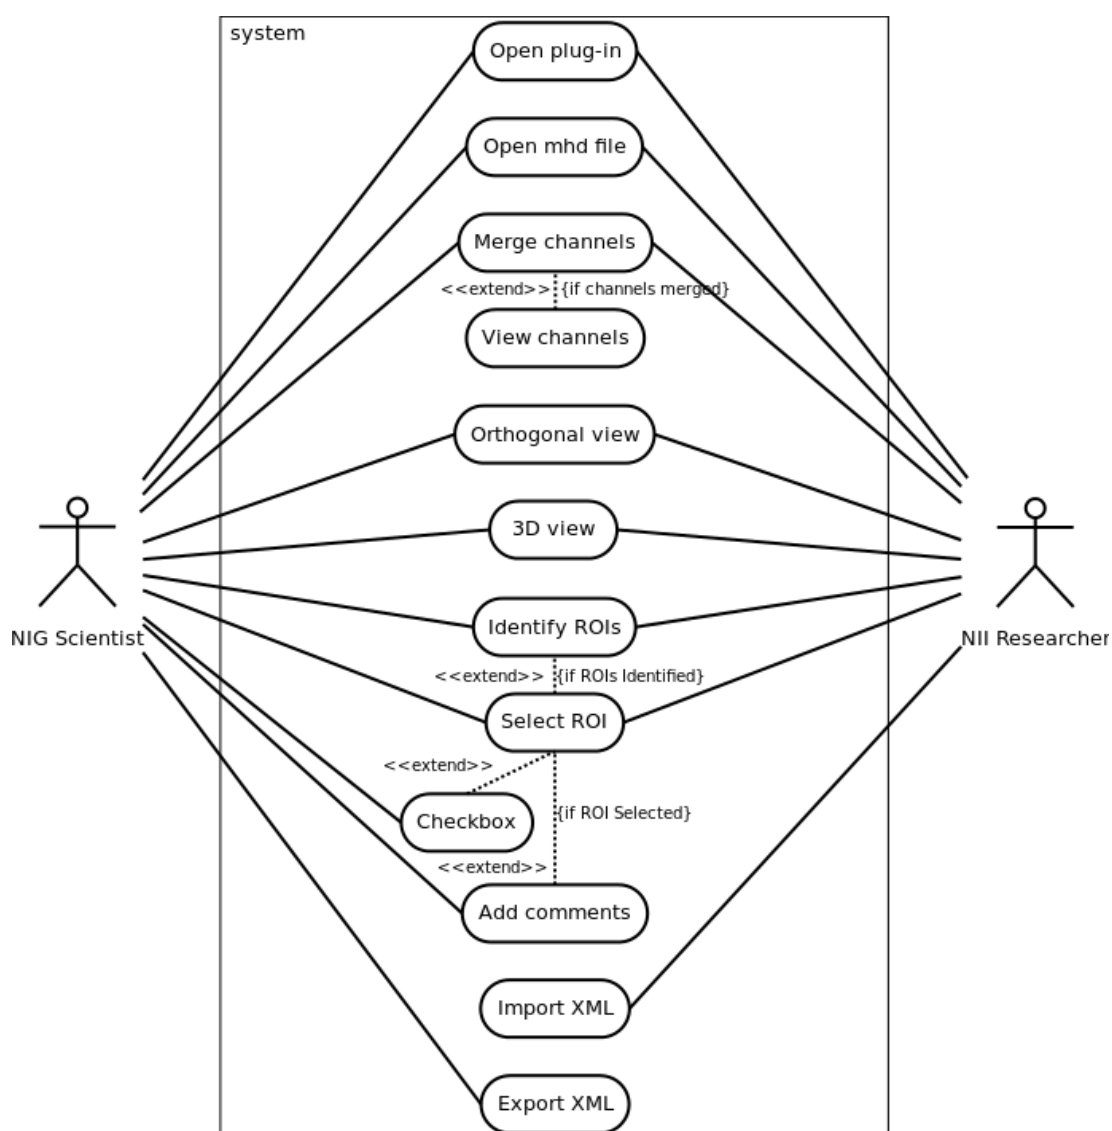 system
Open plug-in
Open mhd file
Merge channels
<<extend>> {if channels merged}
View channels
Orthogonal view
3D view
Identify ROIs
NIG Scientist
NII Researcher
<<extend>> {if ROIs Identified}
Select ROI
<<extend>>
{if ROI Selected}
Checkbox
<<extend>>
Add comments
Import XML
Export XML